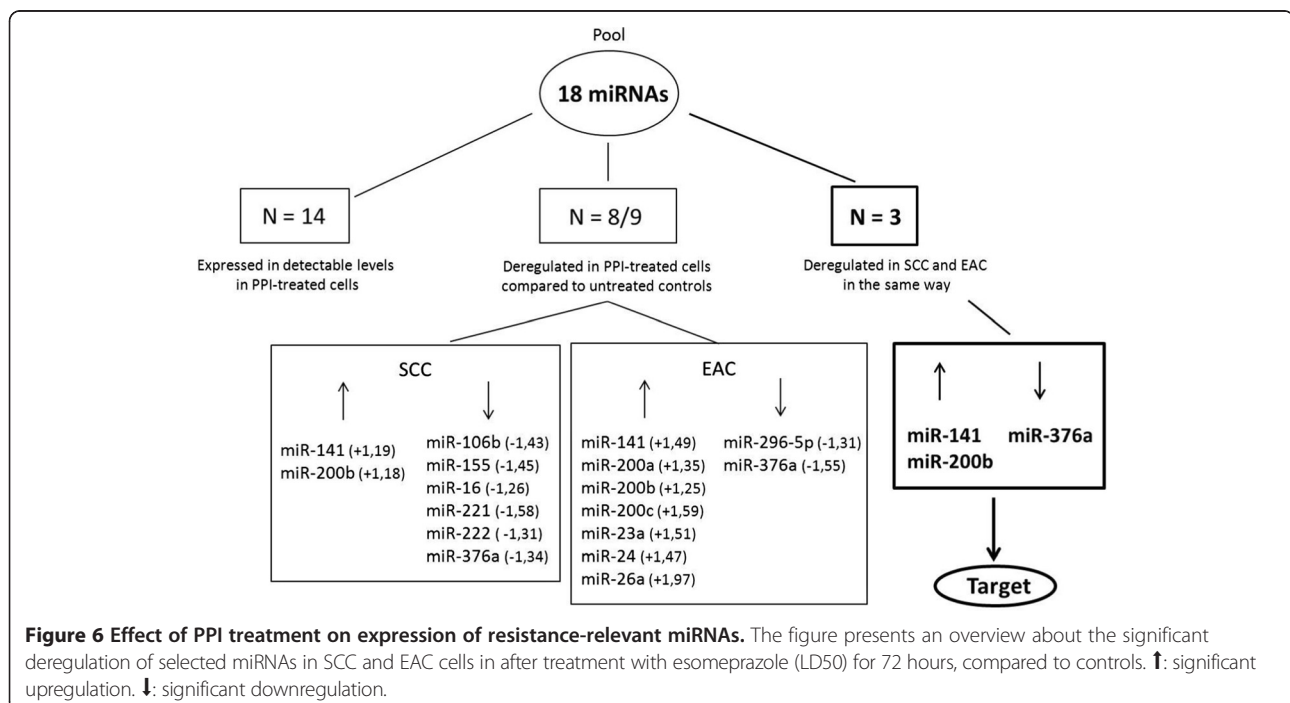 Pool
18 miRNAs
N = 14
N = 8/9
N = 3
Expressed in detectable levels
in PPI-treated cells
Deregulated in PPI-treated cells
compared to untreated controls
Deregulated in SCC and EAC
in the same way
SCC
↑ ↓
miR-141 (+1,19)
miR-200b (+1,18)
miR-106b (-1,43)
miR-155 (-1,45)
miR-16 (-1,26)
miR-221 (-1,58)
miR-222 ( -1,31)
miR-376a (-1,34)
EAC
↑ ↓
miR-141 (+1,49)
miR-200a (+1,35)
miR-200b (+1,25)
miR-200c (+1,59)
miR-23a (+1,51)
miR-24 (+1,47)
miR-26a (+1,97)
miR-296-5p (-1,31)
miR-376a (-1,55)
↑ ↓
miR-141
miR-200b
miR-376a
Target
Figure 6 Effect of PPI treatment on expression of resistance-relevant miRNAs. The figure presents an overview about the significant
deregulation of selected miRNAs in SCC and EAC cells in after treatment with esomeprazole (LD50) for 72 hours, compared to controls. ⬆: significant
upregulation. ⬇: significant downregulation.